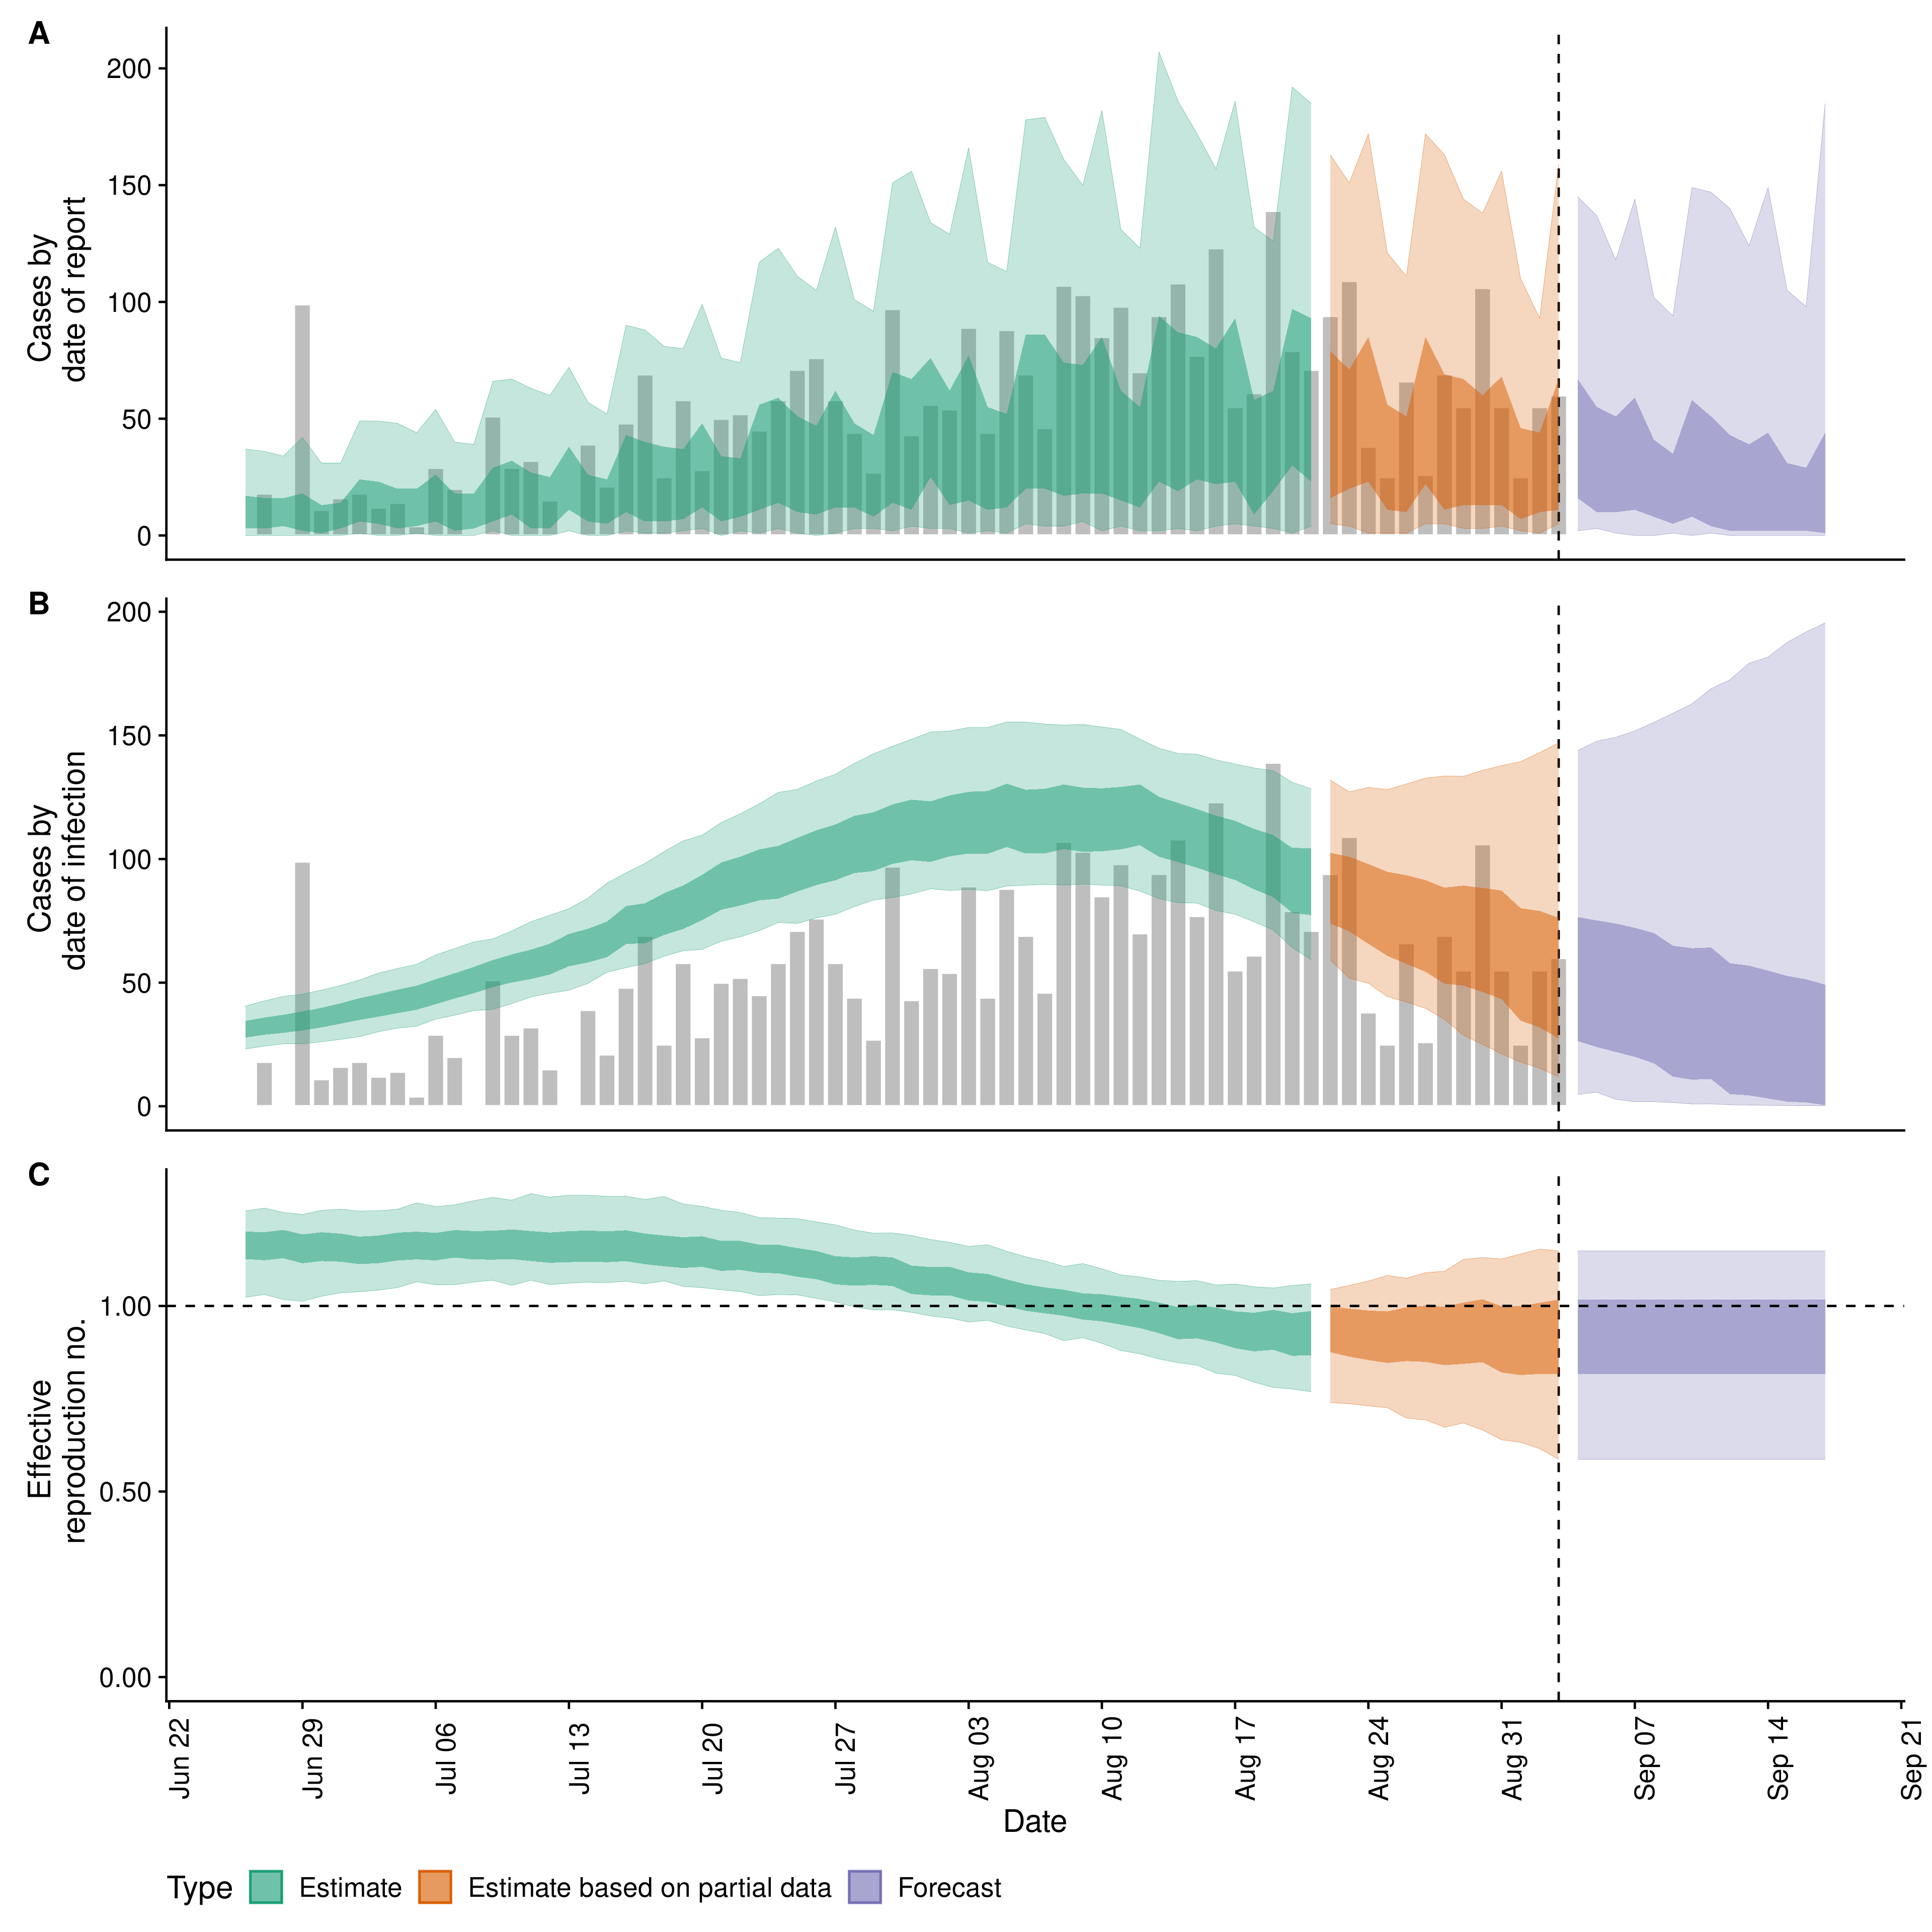 A
Cases by
date of report
200
150
100
50
0
B
Cases by
date of infection
200
150
100
50
0
C
Effective
reproduction no.
1.00
0.50
0.00
Jun 22
Jun 29
Jul 06
Jul 13
Jul 20
Jul 27
Aug 03
Aug 10
Aug 17
Aug 24
Aug 31
Sep 07
Sep 14
Sep 21
Date
Type Estimate Estimate based on partial data Forecast